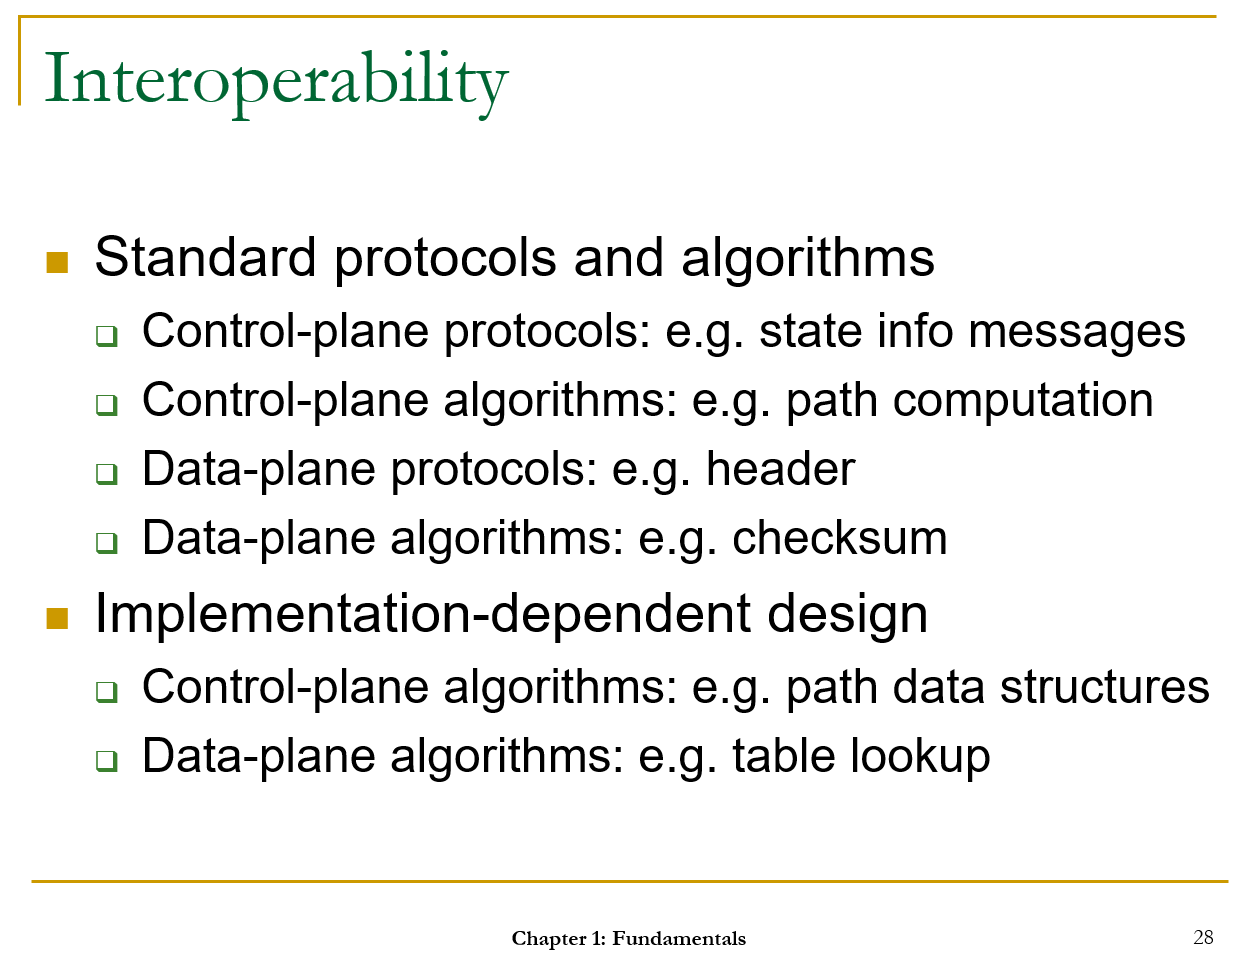 Interoperability
Standard protocols and algorithms
Control-plane protocols: e.g. state info messages
Control-plane algorithms: e.g. path computation
Data-plane protocols: e.g. header
Data-plane algorithms: e.g. checksum
Implementation-dependent design
Control-plane algorithms: e.g. path data structures
Data-plane algorithms: e.g. table lookup
Chapter 1: Fundamentals
28